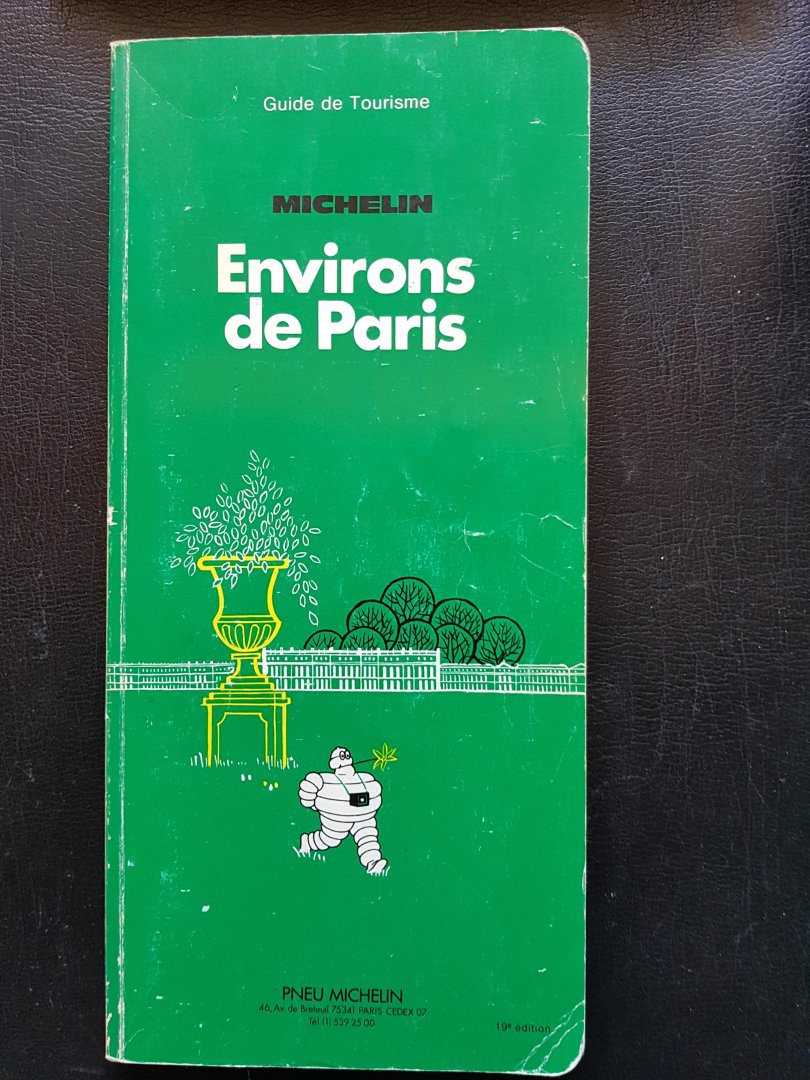 Guide de Tourisme
MICHELIN
Environs
de Paris
PNEU MICHELIN
46, Av. de Breteuil 75341 PARIS CEDEX 07
Tél. (1) 539 25 00
19e édition